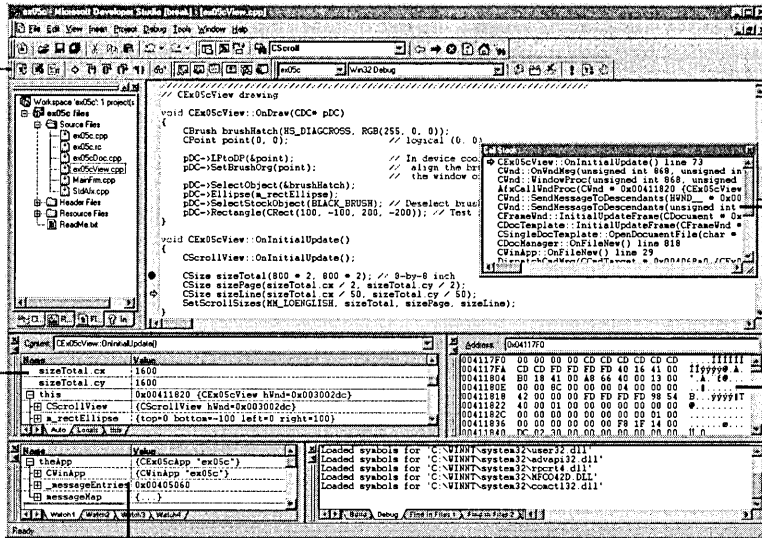 ex05c - Microsoft Developer Studio [break] - [ex05cView.cpp]
File Edit View Insert Project Debug Tools Window Help
CScroll
ex05c Win32 Debug
Workspace 'ex05c': 1 project(s
ex05c files
Source Files
ex05c.cpp
ex05c.rc
ex05cDoc.cpp
ex05cView.cpp
MainFrm.cpp
StdAfx.cpp
Header Files
Resource Files
ReadMe.txt
// CEx05cView drawing
void CEx05cView::OnDraw(CDC* pDC)
{
CBrush brushHatch(HS_DIAGCROSS, RGB(255, 0, 0));
CPoint point(0, 0); // logical (0, 0)
pDC->LPtoDP(&point); // In device coo
pDC->SetBrushOrg(point); // align the br
// the window o
pDC->SelectObject(&brushHatch);
pDC->Ellipse(m_rectEllipse);
pDC->SelectStockObject(BLACK_BRUSH); // Deselect brush
pDC->Rectangle(CRect(100, -100, 200, -200)); // Test
}
void CEx05cView::OnInitialUpdate()
{
CScrollView::OnInitialUpdate();
CSize sizeTotal(800 * 2, 800 * 2); // 8-by-8 inch
CSize sizePage(sizeTotal.cx / 2, sizeTotal.cy / 2);
CSize sizeLine(sizeTotal.cx / 50, sizeTotal.cy / 50);
SetScrollSizes(MM_LOENGLISH, sizeTotal, sizePage, sizeLine);
Call Stack
CEx05cView::OnInitialUpdate() line 73
CWnd::OnWndMsg(unsigned int 868, unsigned in
CWnd::WindowProc(unsigned int 868, unsigned
AfxCallWndProc(CWnd * 0x00411820 {CEx05cView
CWnd::SendMessageToDescendants(HWND__ * 0x00
CWnd::SendMessageToDescendants(unsigned int
CFrameWnd::InitialUpdateFrame(CDocument * 0x
CDocTemplate::InitialUpdateFrame(CFrameWnd *
CSingleDocTemplate::OpenDocumentFile(char *
CDocManager::OnFileNew() line 818
CWinApp::OnFileNew() line 29
DispatchCmdMsg(CCmdTarget * 0x004068a0 {CEx0
Context: CEx05cView::OnInitialUpdate()
Name Value
sizeTotal.cx 1600
sizeTotal.cy 1600
this 0x00411820 {CEx05cView hWnd=0x003002dc}
CScrollView {CScrollView hWnd=0x003002dc}
m_rectEllipse {top=0 bottom=-100 left=0 right=100}
Auto Locals this
Address: 0x004117F0
004117F0 00 00 00 00 CD CD CD CD CD CD
004117FA CD CD FD FD FD FD 40 16 41 00
00411804 B0 18 41 00 A8 66 40 00 13 00
0041180E 00 00 8C 00 00 00 04 00 00 00
00411818 42 00 00 00 FD FD FD FD 98 54
00411822 40 00 01 00 00 00 00 00 00 00
0041182C 00 00 00 00 00 00 00 00 01 00
00411836 00 00 00 00 00 F8 1F 14 00
00411840 DC 02 30 00 00 00 00 00 00 00
Name Value
theApp {CEx05cApp "ex05c"}
CWinApp {CWinApp "ex05c"}
_messageEntries 0x00405060
messageMap {...}
Watch1 Watch2 Watch3 Watch4
Loaded symbols for 'C:\WINNT\system32\user32.dll'
Loaded symbols for 'C:\WINNT\system32\advapi32.dll'
Loaded symbols for 'C:\WINNT\system32\rpcrt4.dll'
Loaded symbols for 'C:\WINNT\system32\MFC042D.DLL'
Loaded symbols for 'C:\WINNT\system32\comctl32.dll'
Build Debug Find in Files 1 Find in Files 2
Ready